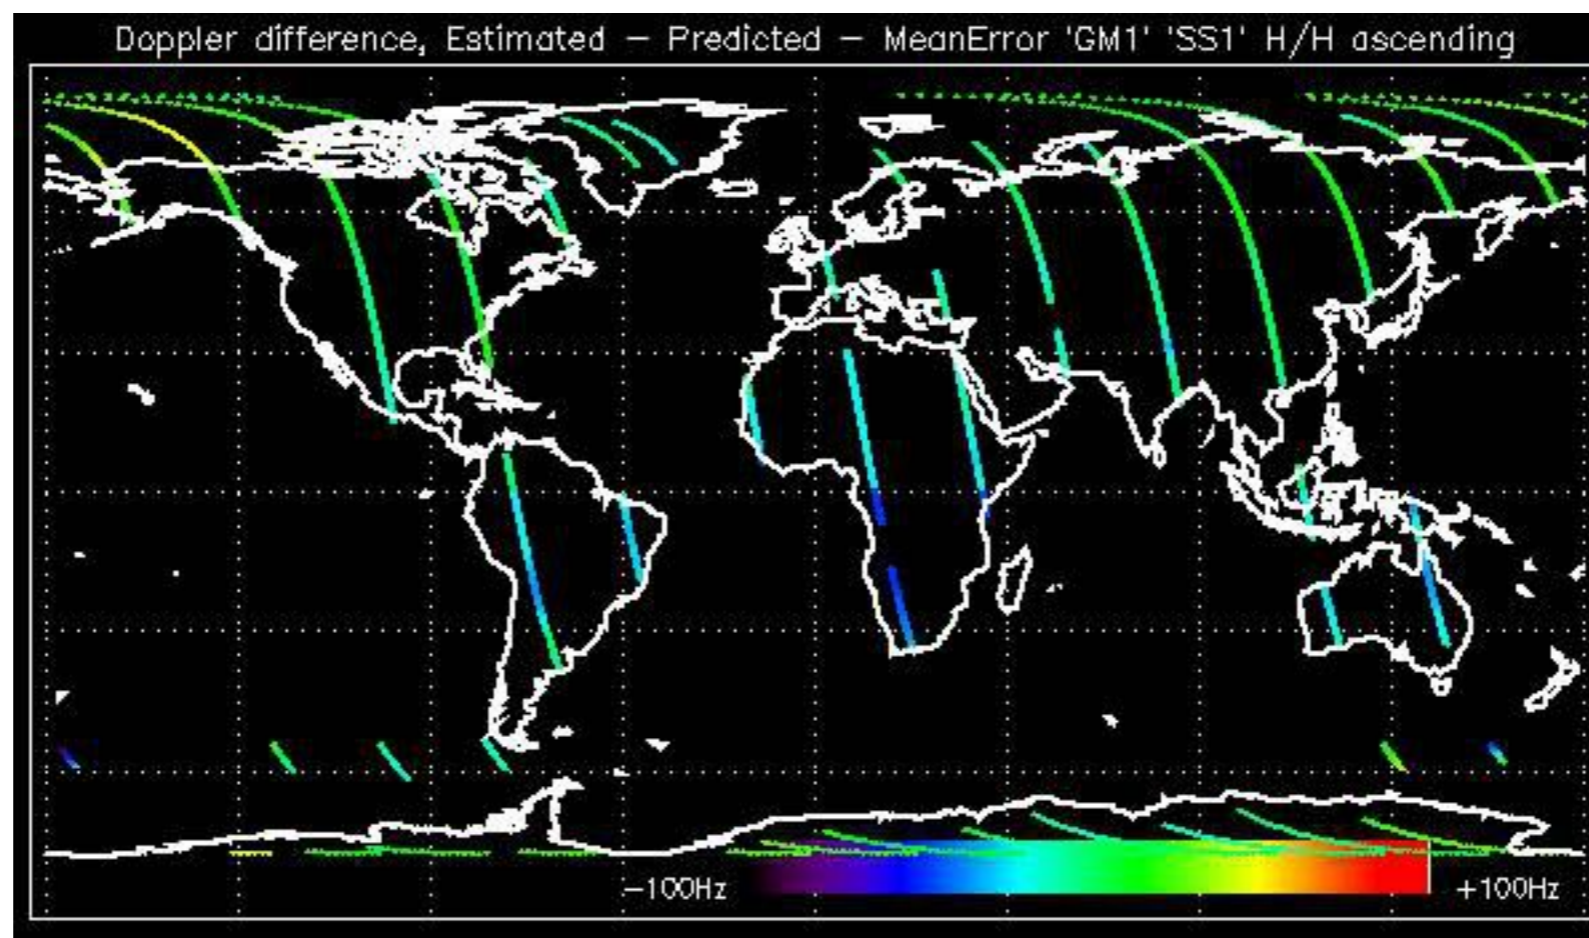 Doppler difference, Estimated – Predicted – MeanError 'GM1' 'SS1' H/H ascending
–100Hz
+100Hz